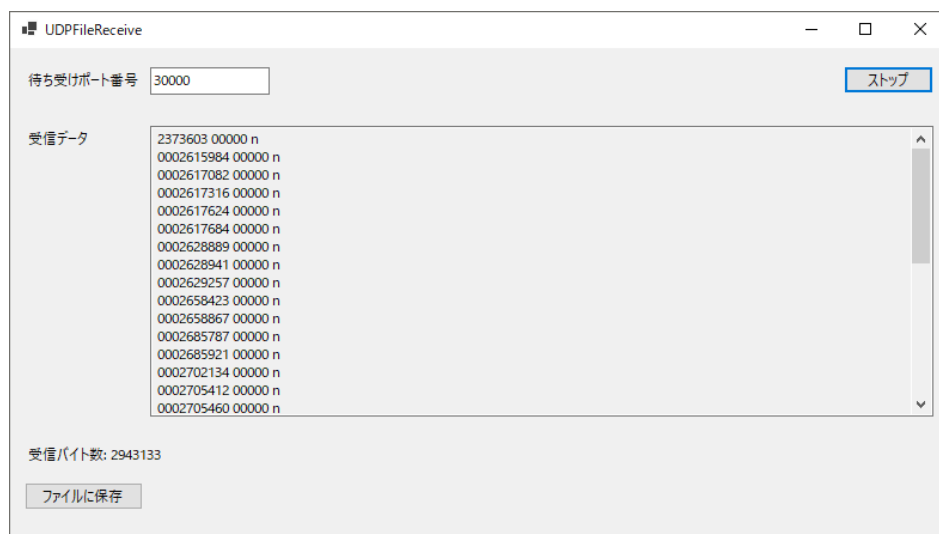 UDPFileReceive
待ち受けポート番号 30000 ストップ
受信データ
2373603 00000 n
0002615984 00000 n
0002617082 00000 n
0002617316 00000 n
0002617624 00000 n
0002617684 00000 n
0002628889 00000 n
0002628941 00000 n
0002629257 00000 n
0002658423 00000 n
0002658867 00000 n
0002685787 00000 n
0002685921 00000 n
0002702134 00000 n
0002705412 00000 n
0002705460 00000 n
受信バイト数: 2943133
ファイルに保存